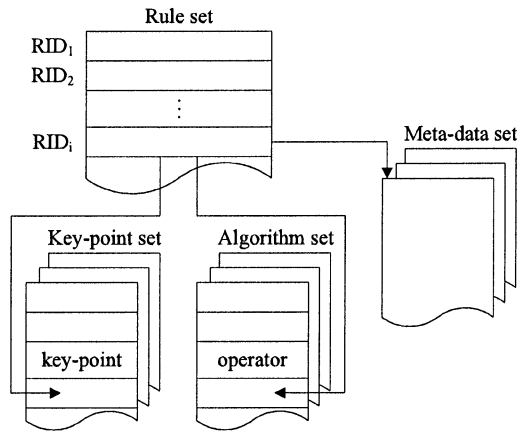 Rule set
RID1
RID2
⋮
RIDi
Meta-data set
Key-point set
Algorithm set
key-point
operator